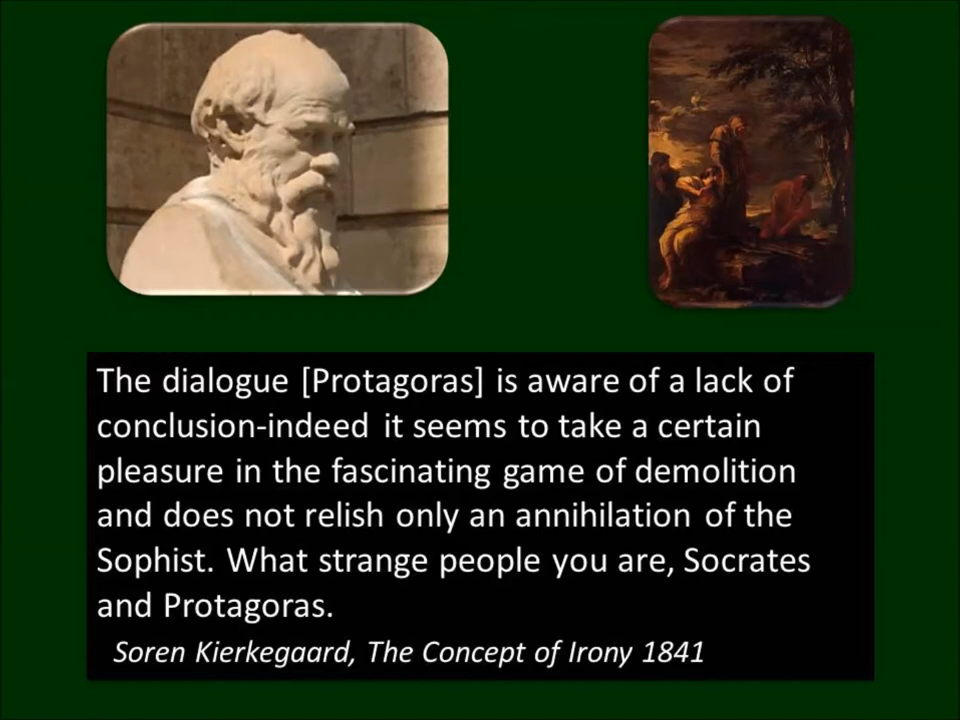 The dialogue [Protagoras] is aware of a lack of
conclusion-indeed it seems to take a certain
pleasure in the fascinating game of demolition
and does not relish only an annihilation of the
Sophist. What strange people you are, Socrates
and Protagoras.
Soren Kierkegaard, The Concept of Irony 1841